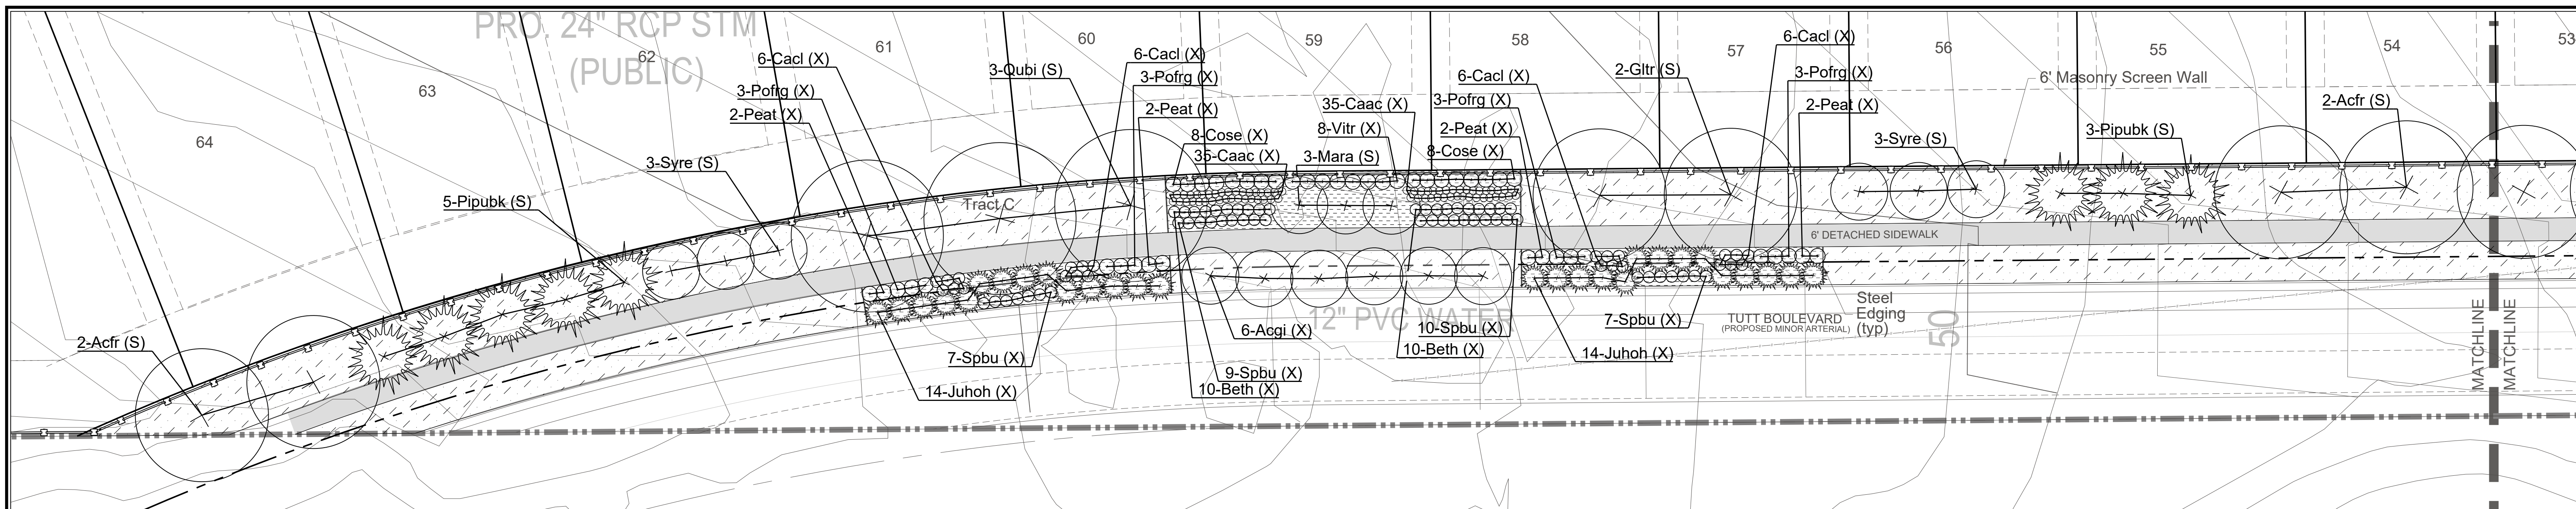 PRO. 24" RCP STM
(PUBLIC)
64
63
62
61
60
59
58
57
56
55
54
53
6-Cacl (X)
3-Pofrg (X)
2-Peat (X)
3-Syre (S)
5-Pipubk (S)
2-Acfr (S)
3-Qubi (S)
6-Cacl (X)
3-Pofrg (X)
2-Peat (X)
8-Cose (X)
35-Caac (X)
35-Caac (X)
8-Vitr (X)
3-Mara (S)
6-Cacl (X)
3-Pofrg (X)
2-Peat (X)
8-Cose (X)
2-Gltr (S)
6-Cacl (X)
3-Pofrg (X)
2-Peat (X)
3-Syre (S)
6' Masonry Screen Wall
3-Pipubk (S)
2-Acfr (S)
Tract C
6' DETACHED SIDEWALK
12" PVC WATER
7-Spbu (X)
14-Juhoh (X)
6-Acgi (X)
9-Spbu (X)
10-Beth (X)
10-Spbu (X)
10-Beth (X)
7-Spbu (X)
14-Juhoh (X)
TUTT BOULEVARD
(PROPOSED MINOR ARTERIAL)
Steel
Edging
(typ)
50
MATCHLINE
MATCHLINE